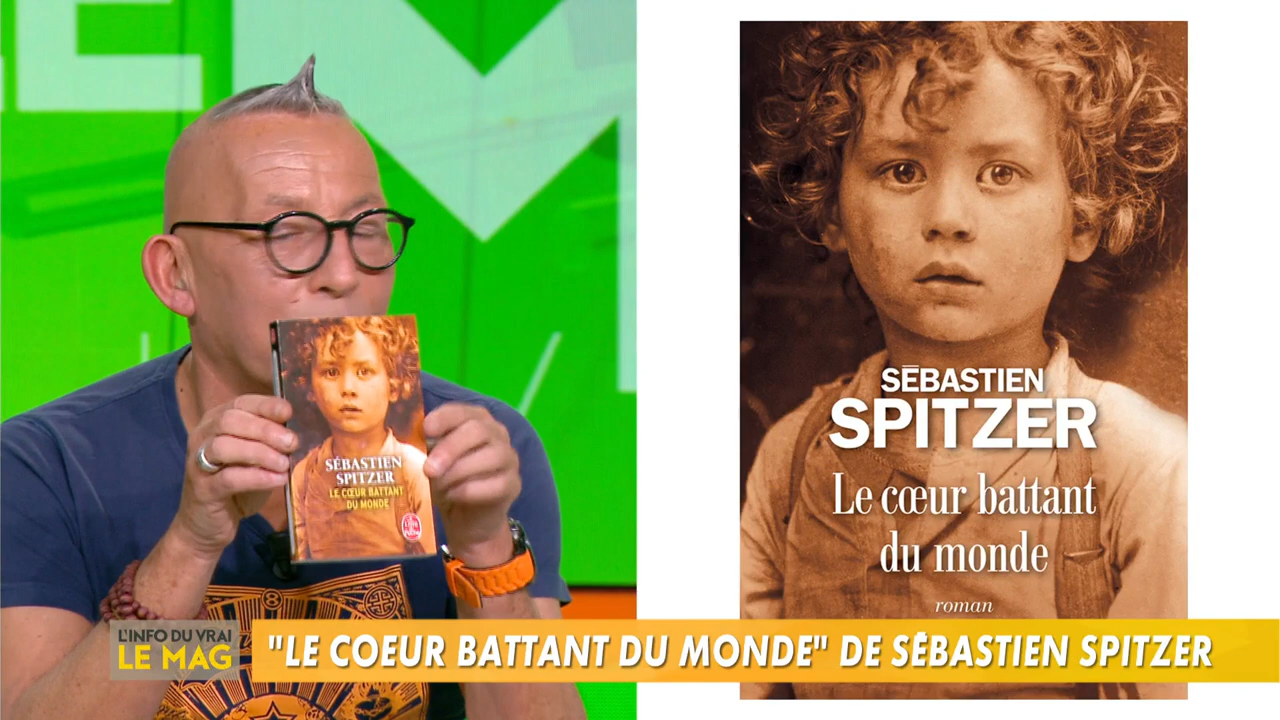 SÉBASTIEN
SPITZER
LE CŒUR BATTANT
DU MONDE
8
SÉBASTIEN
SPITZER
Le cœur battant
du monde
roman
L'INFO DU VRAI
LE MAG
"LE COEUR BATTANT DU MONDE" DE SÉBASTIEN SPITZER